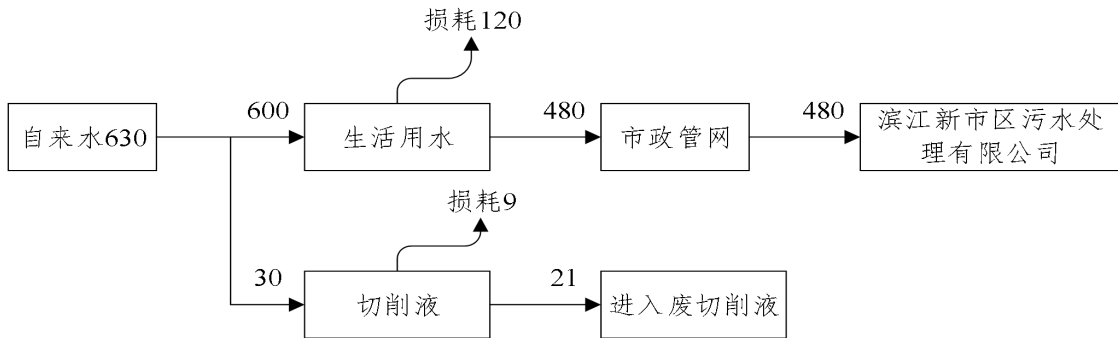 损耗120
自来水630
600
生活用水
480
市政管网
480
滨江新市区污水处
理有限公司
损耗9
30
切削液
21
进入废切削液